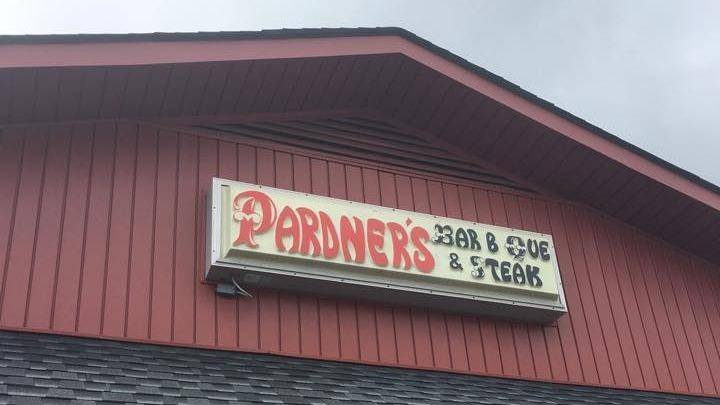 PARDNER'S BAR B QUE
& STEAK